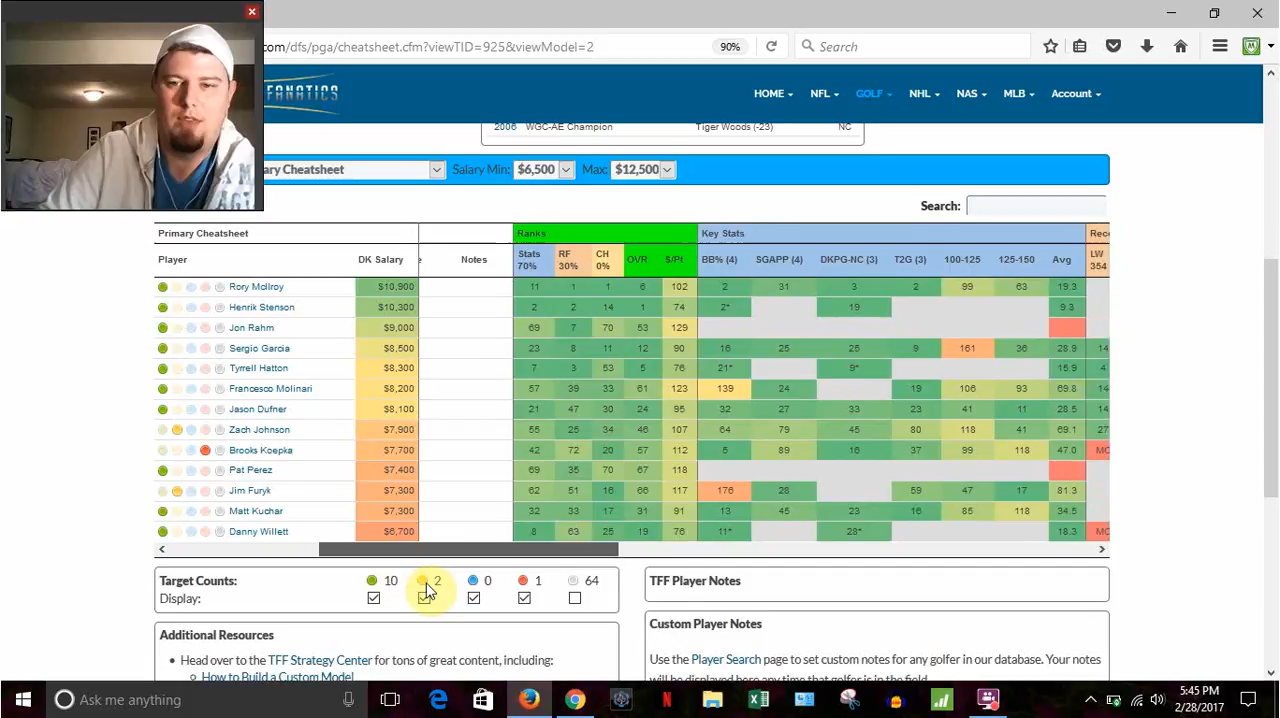 com/dfs/pga/cheatsheet.cfm?viewTID=925&viewModel=2
90%
Search
FANATICS
HOME NFL GOLF NHL NAS MLB Account
2006 WGC-AE Champion Tiger Woods (-23) NC
ary Cheatsheet Salary Min: $6,500 Max: $12,500
Search:
Primary Cheatsheet Ranks Key Stats Rec
Player DK Salary Notes Stats 70% RF 30% CH 0% OVR $/Pt BB% (4) SGAPP (4) DKPG-NC (3) T2G (3) 100-125 125-150 Avg LW 354
Rory McIlroy $10,900 11 1 1 6 102 2 31 3 2 99 63 19.3
Henrik Stenson $10,300 2 2 14 1 74 2* 19 9.3
Jon Rahm $9,000 69 7 70 53 129
Sergio Garcia $8,500 23 8 11 12 90 16 25 25 9 161 36 28.9 14
Tyrrell Hatton $8,300 7 3 53 5 76 21* 9* 15.9 4
Francesco Molinari $8,200 57 39 33 61 123 139 24 19 106 93 69.8 14
Jason Dufner $8,100 21 47 30 24 95 32 27 33 23 41 11 28.5 14
Zach Johnson $7,900 55 25 34 46 107 64 79 45 80 118 41 69.1 27
Brooks Koepka $7,700 42 72 20 57 112 5 89 16 37 99 118 47.0 MC
Pat Perez $7,400 69 35 70 67 118
Jim Furyk $7,300 62 51 16 66 117 176 28 59 47 17 81.3
Matt Kuchar $7,300 32 33 17 31 91 13 45 23 16 85 118 34.5
Danny Willett $6,700 8 63 25 19 76 11* 28* 18.3 MC
Target Counts: 10 2 0 1 64
Display:
TFF Player Notes
Additional Resources
Custom Player Notes
Head over to the TFF Strategy Center for tons of great content, including:
How to Build a Custom Model
Use the Player Search page to set custom notes for any golfer in our database. Your notes
will be displayed here any time that golfer is in the field.
Ask me anything
5:45 PM
2/28/2017